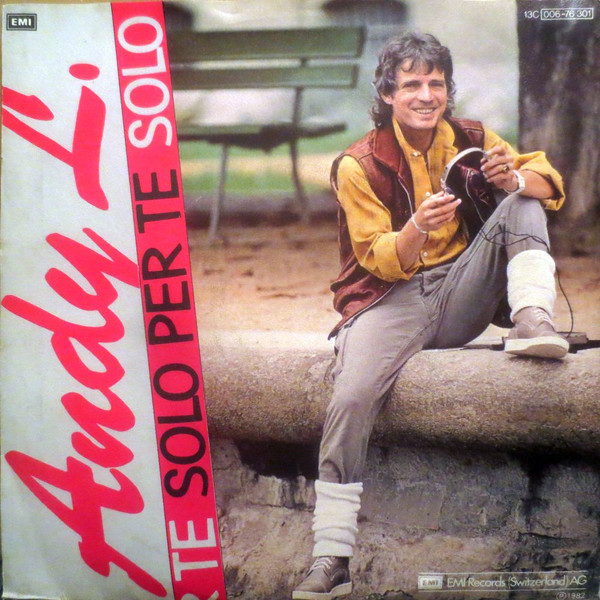 EMI
13C 006-76 301
Andy L.
TE SOLO PER TE SOLO
EMI EMI Records (Switzerland) AG